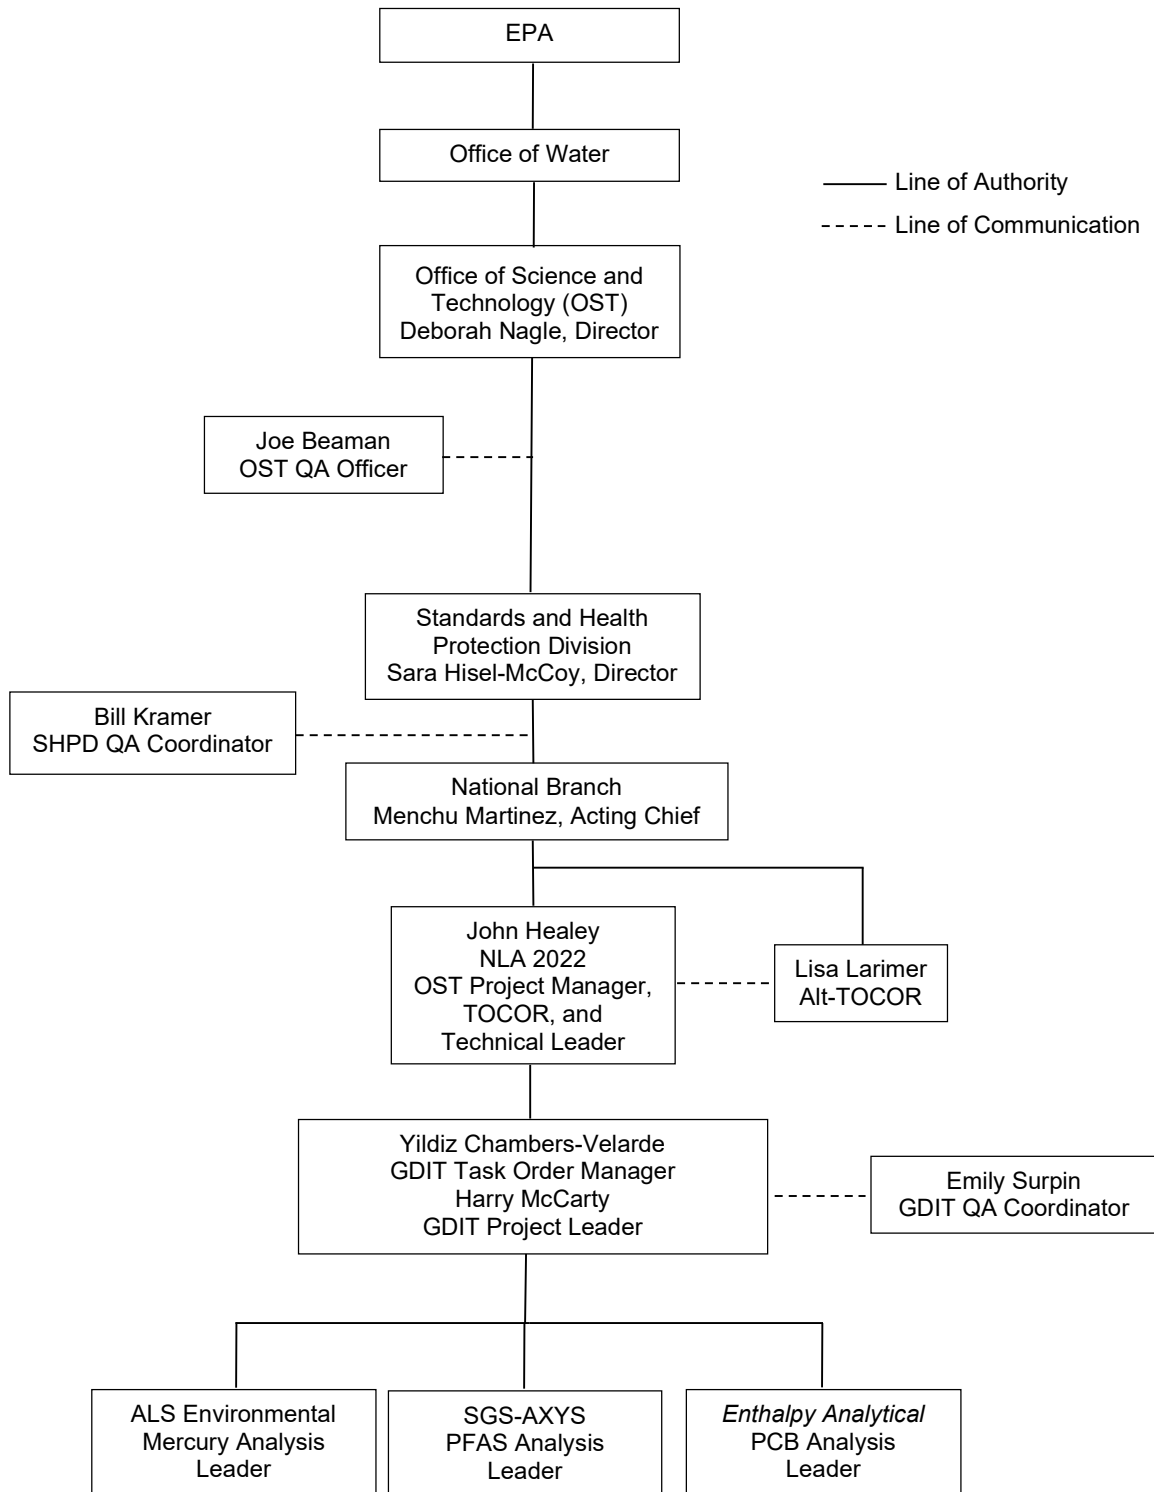 EPA
Office of Water
Line of Authority
Line of Communication
Office of Science and
Technology (OST)
Deborah Nagle, Director
Joe Beaman
OST QA Officer
Standards and Health
Protection Division
Sara Hisel-McCoy, Director
Bill Kramer
SHPD QA Coordinator
National Branch
Menchu Martinez, Acting Chief
John Healey
NLA 2022
OST Project Manager,
TOCOR, and
Technical Leader
Lisa Larimer
Alt-TOCOR
Yildiz Chambers-Velarde
GDIT Task Order Manager
Harry McCarty
GDIT Project Leader
Emily Surpin
GDIT QA Coordinator
ALS Environmental
Mercury Analysis
Leader
SGS-AXYS
PFAS Analysis
Leader
Enthalpy Analytical
PCB Analysis
Leader